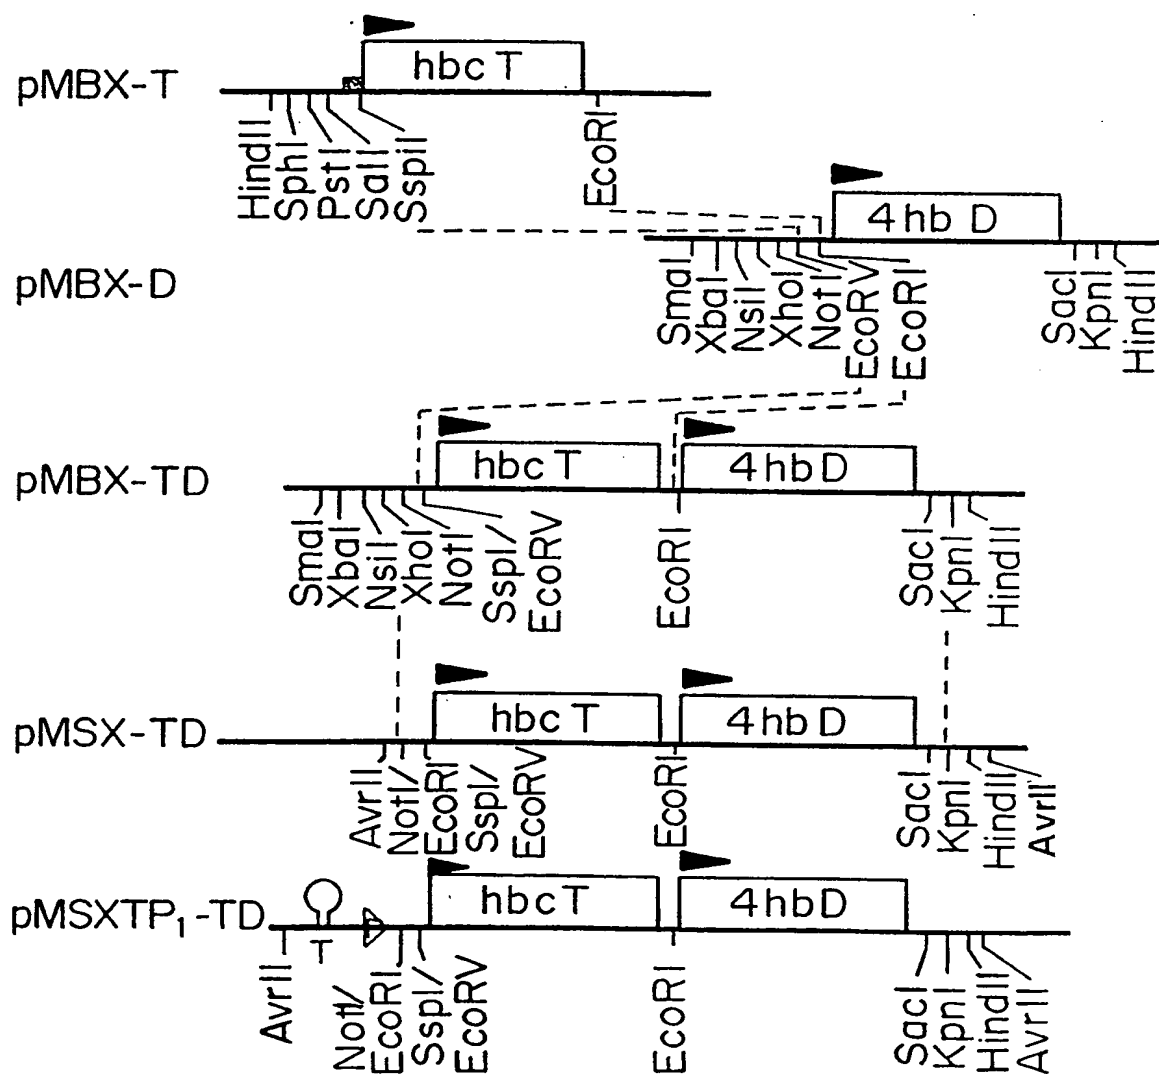 pMBX-T
hbc T
HindII
SphI
PstI
SalI
SspiI
EcoRI
pMBX-D
4hb D
SmaI
XbaI
NsiI
XhoI
NotI
EcoRV
EcoRI
SacI
KpnI
HindII
pMBX-TD
hbc T
4hbD
SmaI
XbaI
NsiI
XhoI
NotI
SspI/
EcoRV
EcoRI
SacI
KpnI
HindII
pMSX-TD
hbc T
4hbD
AvrII
NotI/
EcoRI
SspI/
EcoRV
EcoRI
SacI
KpnI
HindII
AvrII
pMSXTP₁-TD
hbc T
4hbD
AvrII
T
NotI/
EcoRI
SspI/
EcoRV
EcoRI
SacI
KpnI
HindII
AvrII